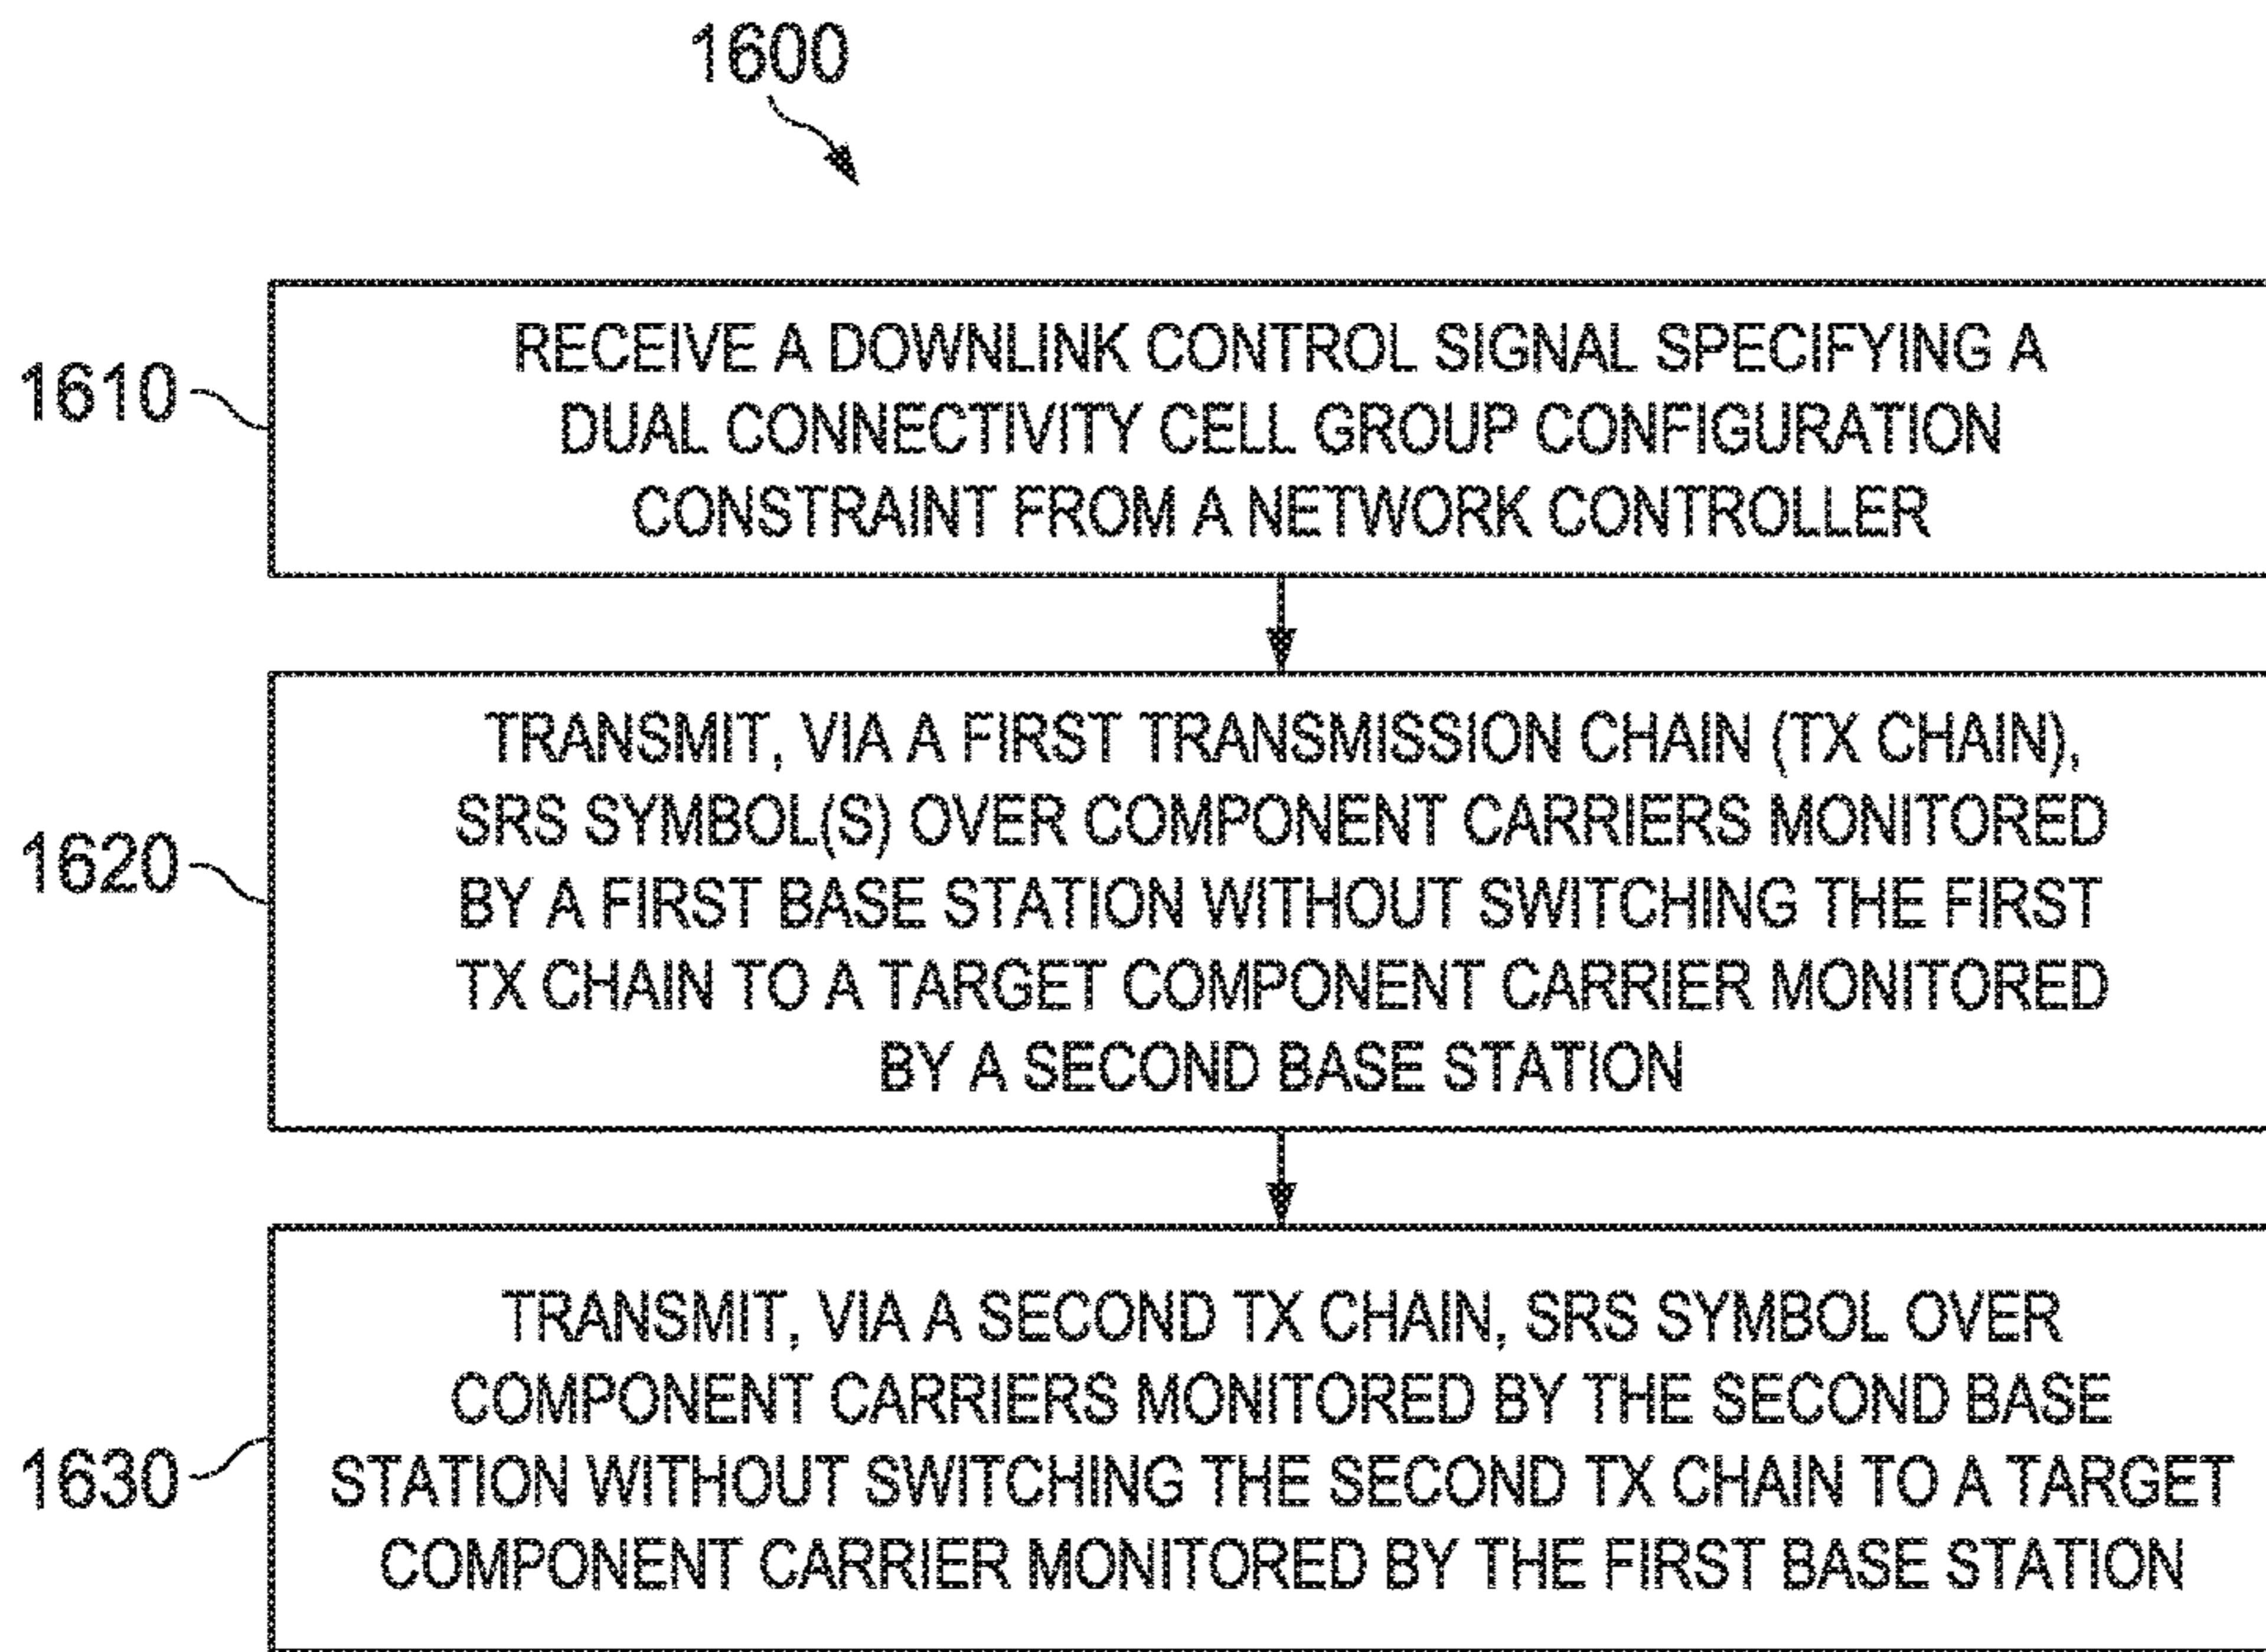 1600
1610
RECEIVE A DOWNLINK CONTROL SIGNAL SPECIFYING A
DUAL CONNECTIVITY CELL GROUP CONFIGURATION
CONSTRAINT FROM A NETWORK CONTROLLER
1620
TRANSMIT, VIA A FIRST TRANSMISSION CHAIN (TX CHAIN),
SRS SYMBOL(S) OVER COMPONENT CARRIERS MONITORED
BY A FIRST BASE STATION WITHOUT SWITCHING THE FIRST
TX CHAIN TO A TARGET COMPONENT CARRIER MONITORED
BY A SECOND BASE STATION
1630
TRANSMIT, VIA A SECOND TX CHAIN, SRS SYMBOL OVER
COMPONENT CARRIERS MONITORED BY THE SECOND BASE
STATION WITHOUT SWITCHING THE SECOND TX CHAIN TO A TARGET
COMPONENT CARRIER MONITORED BY THE FIRST BASE STATION